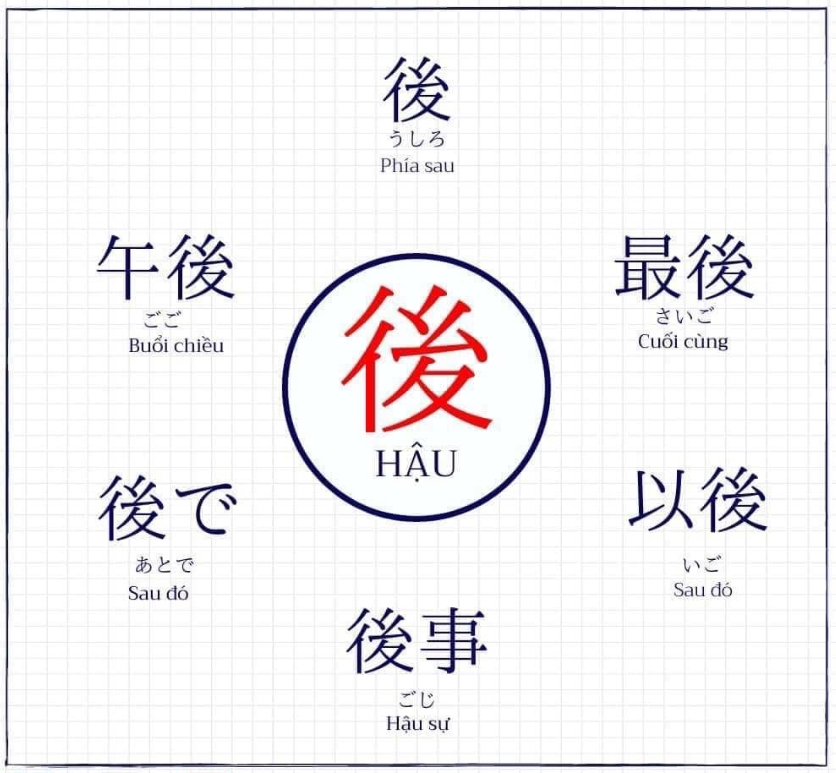 後
うしろ
Phía sau
午後
ごご
Buổi chiều
最後
さいご
Cuối cùng
後
HẬU
後で
あとで
Sau đó
以後
いご
Sau đó
後事
ごじ
Hậu sự